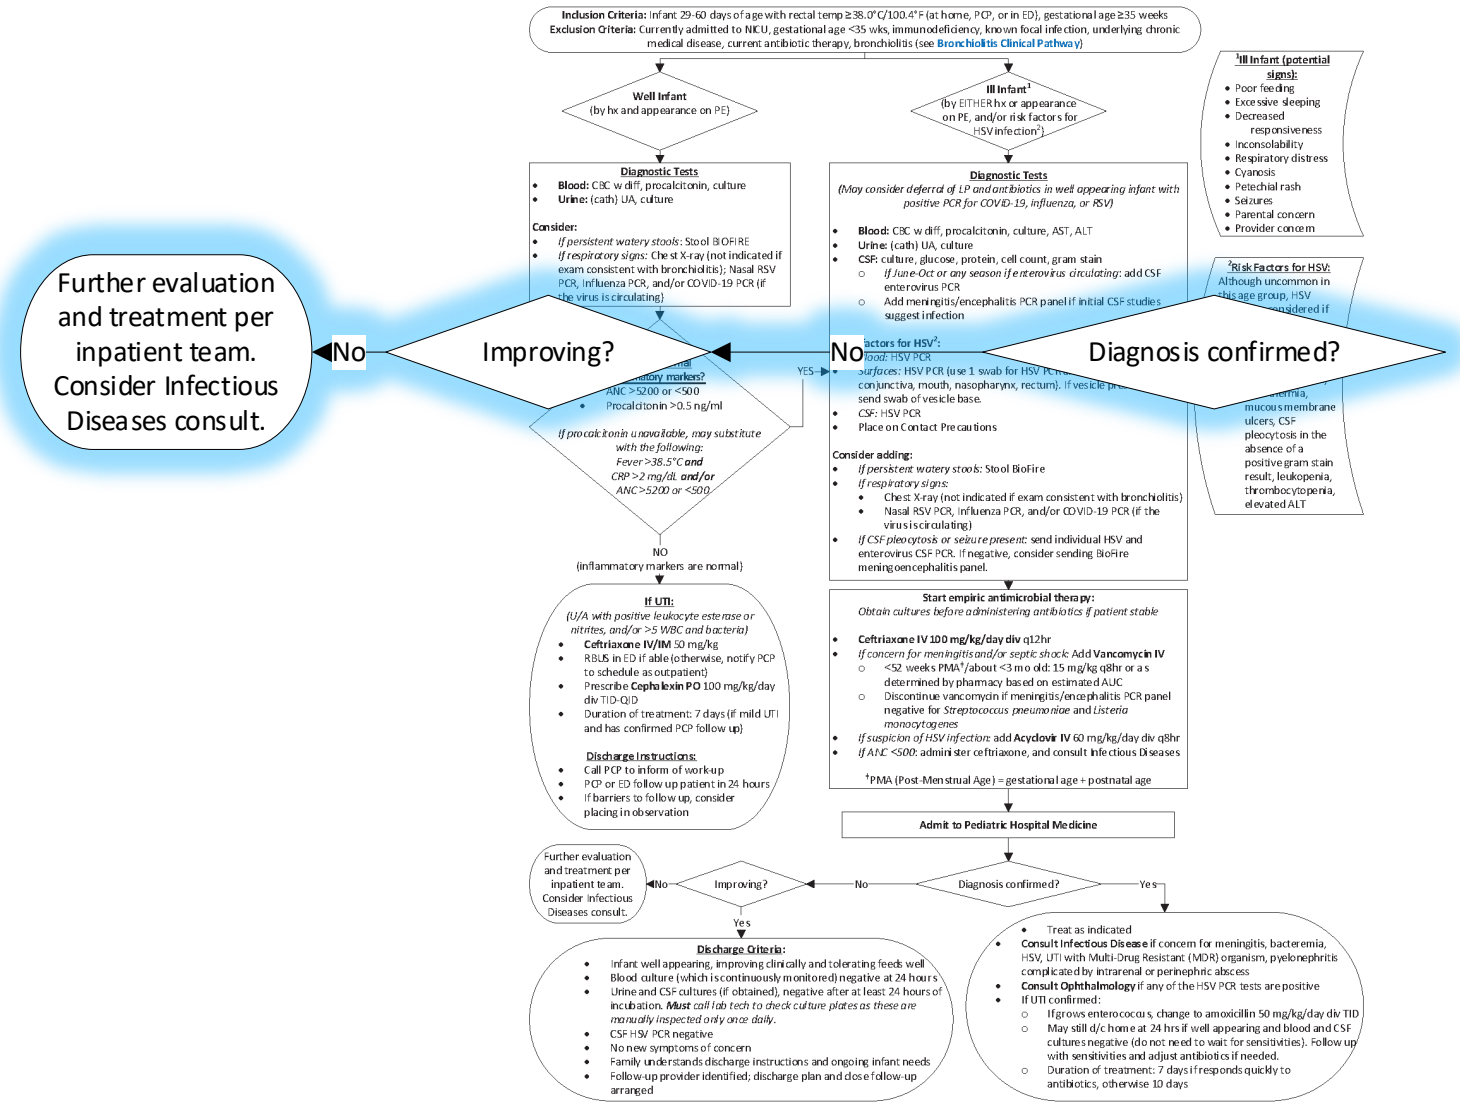 Inclusion Criteria: Infant 29-60 days of age with rectal temp ≥38.0°C/100.4°F (at home, PCP, or in ED), gestational age ≥35 weeks
Exclusion Criteria: Currently admitted to NICU, gestational age <35 wks, immunodeficiency, known focal infection, underlying chronic
medical disease, current antibiotic therapy, bronchiolitis (see Bronchiolitis Clinical Pathway)
Well Infant
(by hx and appearance on PE)
Ill Infant¹
(by EITHER hx or appearance
on PE, and/or risk factors for
HSV infection²)
¹Ill Infant (potential
signs):
• Poor feeding
• Excessive sleeping
• Decreased
responsiveness
• Inconsolability
• Respiratory distress
• Cyanosis
• Petechial rash
• Seizures
• Parental concern
• Provider concern
Diagnostic Tests
• Blood: CBC w diff, procalcitonin, culture
• Urine: (cath) UA, culture
Consider:
• If persistent watery stools: Stool BIOFIRE
• If respiratory signs: Chest X-ray (not indicated if
exam consistent with bronchiolitis); Nasal RSV
PCR, Influenza PCR, and/or COVID-19 PCR (if
the virus is circulating)
Diagnostic Tests
(May consider deferral of LP and antibiotics in well appearing infant with
positive PCR for COVID-19, influenza, or RSV)
• Blood: CBC w diff, procalcitonin, culture, AST, ALT
• Urine: (cath) UA, culture
• CSF: culture, glucose, protein, cell count, gram stain
○ If June-Oct or any season if enterovirus circulating: add CSF
enterovirus PCR
○ Add meningitis/encephalitis PCR panel if initial CSF studies
suggest infection
factors for HSV²:
Blood: HSV PCR
• Surfaces: HSV PCR (use 1 swab for HSV PCR
conjunctiva, mouth, nasopharynx, rectum). If vesicle
send swab of vesicle base.
• CSF: HSV PCR
• Place on Contact Precautions
Consider adding:
• If persistent watery stools: Stool BioFire
• If respiratory signs:
• Chest X-ray (not indicated if exam consistent with bronchiolitis)
• Nasal RSV PCR, Influenza PCR, and/or COVID-19 PCR (if the
virus is circulating)
• If CSF pleocytosis or seizure present: send individual HSV and
enterovirus CSF PCR. If negative, consider sending BioFire
meningoencephalitis panel.
²Risk Factors for HSV:
Although uncommon in
this age group, HSV
considered if
mucous membrane
ulcers, CSF
pleocytosis in the
absence of a
positive gram stain
result, leukopenia,
thrombocytopenia,
elevated ALT
Further evaluation
and treatment per
inpatient team.
Consider Infectious
Diseases consult.
No
Improving?
No
Diagnosis confirmed?
markers?
ANC >5200 or <500
• Procalcitonin >0.5 ng/ml
If procalcitonin unavailable, may substitute
with the following:
Fever >38.5°C and
CRP >2 mg/dL and/or
ANC >5200 or <500
YES
NO
(inflammatory markers are normal)
If UTI:
(U/A with positive leukocyte esterase or
nitrites, and/or >5 WBC and bacteria)
• Ceftriaxone IV/IM 50 mg/kg
• RBUS in ED if able (otherwise, notify PCP
to schedule as outpatient)
• Prescribe Cephalexin PO 100 mg/kg/day
div TID-QID
• Duration of treatment: 7 days (if mild UTI
and has confirmed PCP follow up)
Discharge Instructions:
• Call PCP to inform of work-up
• PCP or ED follow up patient in 24 hours
• If barriers to follow up, consider
placing in observation
Start empiric antimicrobial therapy:
Obtain cultures before administering antibiotics if patient stable
• Ceftriaxone IV 100 mg/kg/day div q12hr
• If concern for meningitis and/or septic shock: Add Vancomycin IV
○ <52 weeks PMA†/about <3 mo old: 15 mg/kg q8hr or as
determined by pharmacy based on estimated AUC
○ Discontinue vancomycin if meningitis/encephalitis PCR panel
negative for Streptococcus pneumoniae and Listeria
monocytogenes
• If suspicion of HSV infection: add Acyclovir IV 60 mg/kg/day div q8hr
• If ANC <500: administer ceftriaxone, and consult Infectious Diseases
†PMA (Post-Menstrual Age) = gestational age + postnatal age
Admit to Pediatric Hospital Medicine
Further evaluation
and treatment per
inpatient team.
Consider Infectious
Diseases consult.
No
Improving?
No
Diagnosis confirmed?
Yes
Yes
Discharge Criteria:
• Infant well appearing, improving clinically and tolerating feeds well
• Blood culture (which is continuously monitored) negative at 24 hours
• Urine and CSF cultures (if obtained), negative after at least 24 hours of
incubation. Must call lab tech to check culture plates as these are
manually inspected only once daily.
• CSF HSV PCR negative
• No new symptoms of concern
• Family understands discharge instructions and ongoing infant needs
• Follow-up provider identified; discharge plan and close follow-up
arranged
• Treat as indicated
• Consult Infectious Disease if concern for meningitis, bacteremia,
HSV, UTI with Multi-Drug Resistant (MDR) organism, pyelonephritis
complicated by intrarenal or perinephric abscess
• Consult Ophthalmology if any of the HSV PCR tests are positive
• If UTI confirmed:
○ If grows enterococcus, change to amoxicillin 50 mg/kg/day div TID
○ May still d/c home at 24 hrs if well appearing and blood and CSF
cultures negative (do not need to wait for sensitivities). Follow up
with sensitivities and adjust antibiotics if needed.
○ Duration of treatment: 7 days if responds quickly to
antibiotics, otherwise 10 days